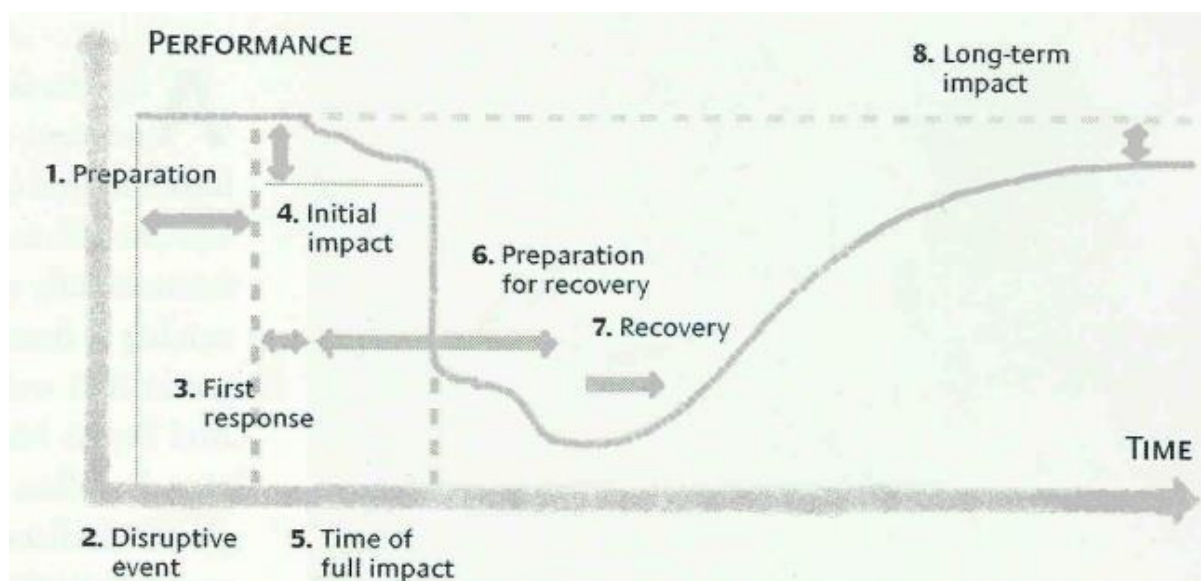 PERFORMANCE
8. Long-term
impact
1. Preparation
4. Initial
impact
6. Preparation
for recovery
7. Recovery
3. First
response
TIME
2. Disruptive
event
5. Time of
full impact